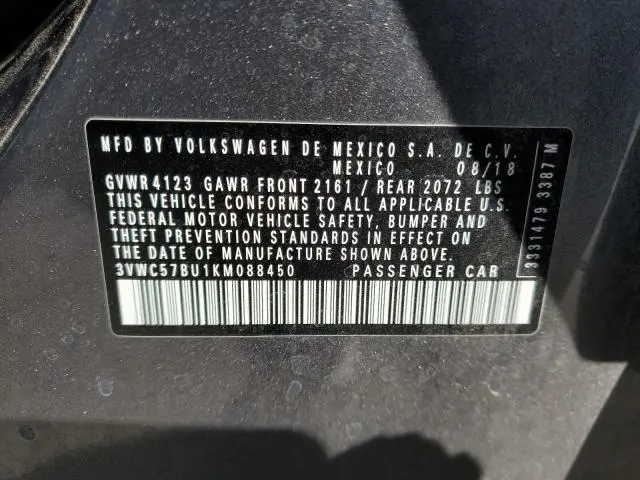 MFD BY VOLKSWAGEN DE MEXICO S.A. DE C.V.
MEXICO 08/18
GVWR 4123 GAWR FRONT 2161 / REAR 2072 LBS
THIS VEHICLE CONFORMS TO ALL APPLICABLE U.S.
FEDERAL MOTOR VEHICLE SAFETY, BUMPER AND
THEFT PREVENTION STANDARDS IN EFFECT ON
THE DATE OF MANUFACTURE SHOWN ABOVE.
3VWC57BU1KM088450 PASSENGER CAR
3331479 3387 M